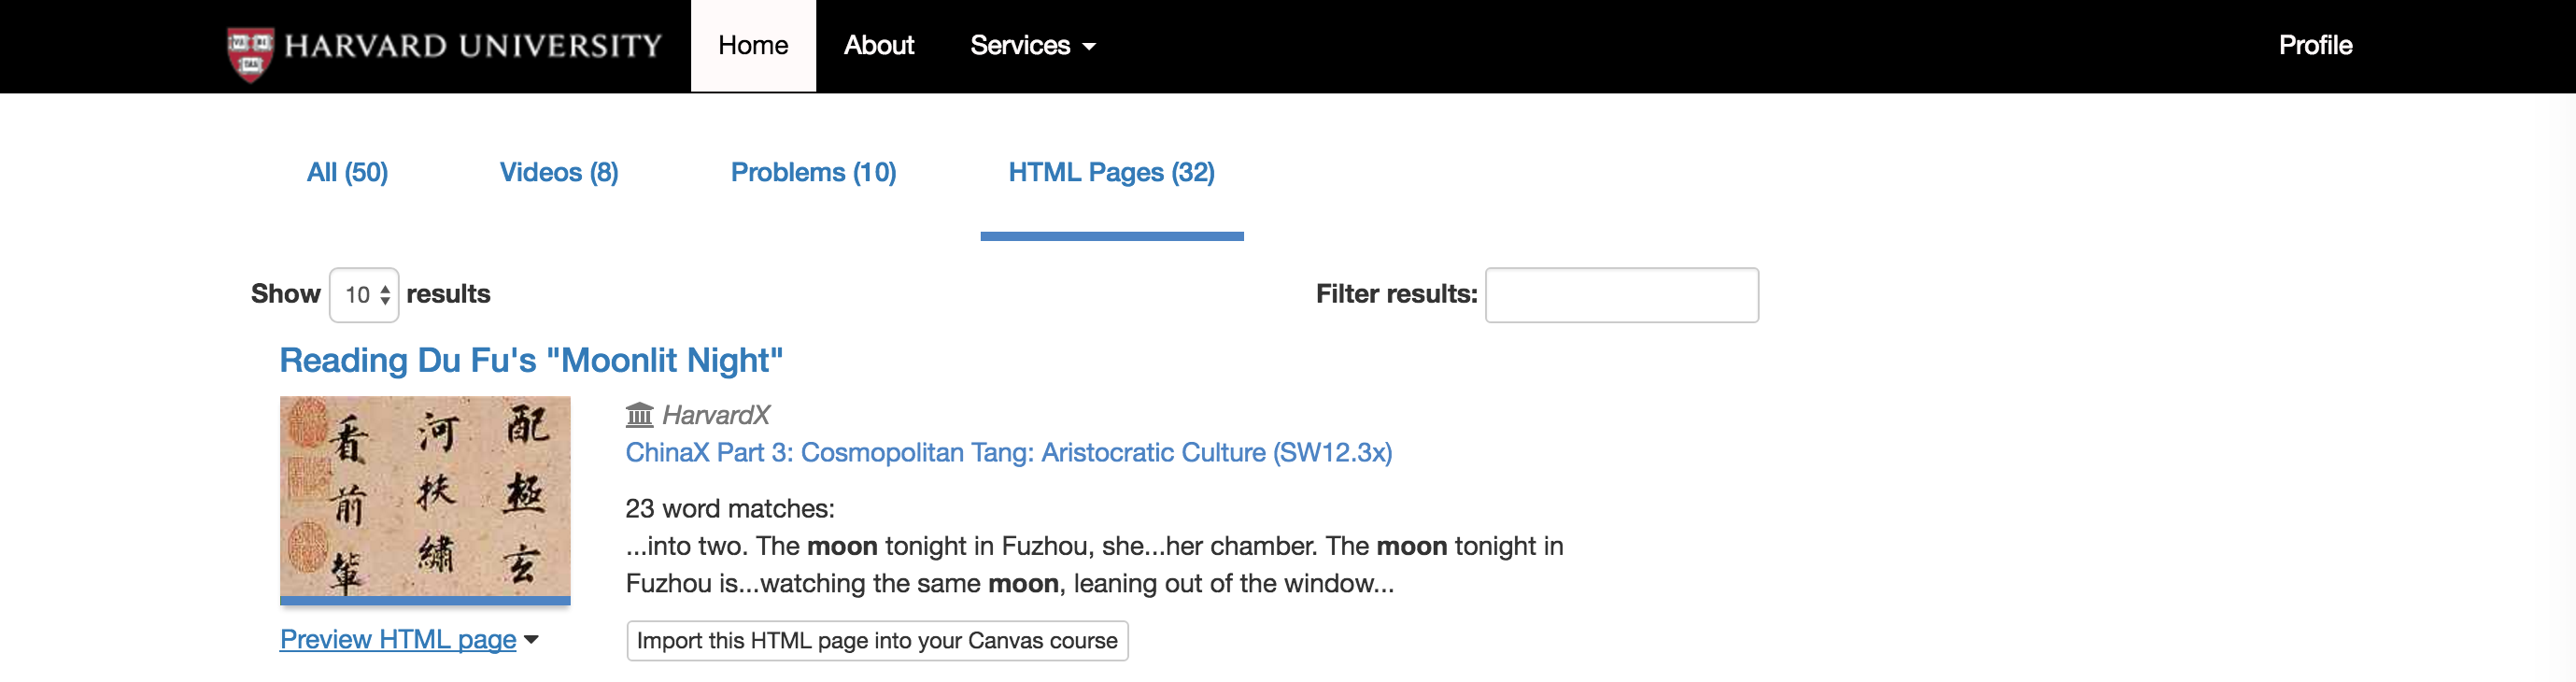 HARVARD UNIVERSITY
Home
About
Services
Profile
All (50)
Videos (8)
Problems (10)
HTML Pages (32)
Show 10 results
Filter results:
Reading Du Fu's "Moonlit Night"
配極玄
河扶繡
看前輩
HarvardX
ChinaX Part 3: Cosmopolitan Tang: Aristocratic Culture (SW12.3x)
23 word matches:
...into two. The moon tonight in Fuzhou, she...her chamber. The moon tonight in
Fuzhou is...watching the same moon, leaning out of the window...
Preview HTML page
Import this HTML page into your Canvas course